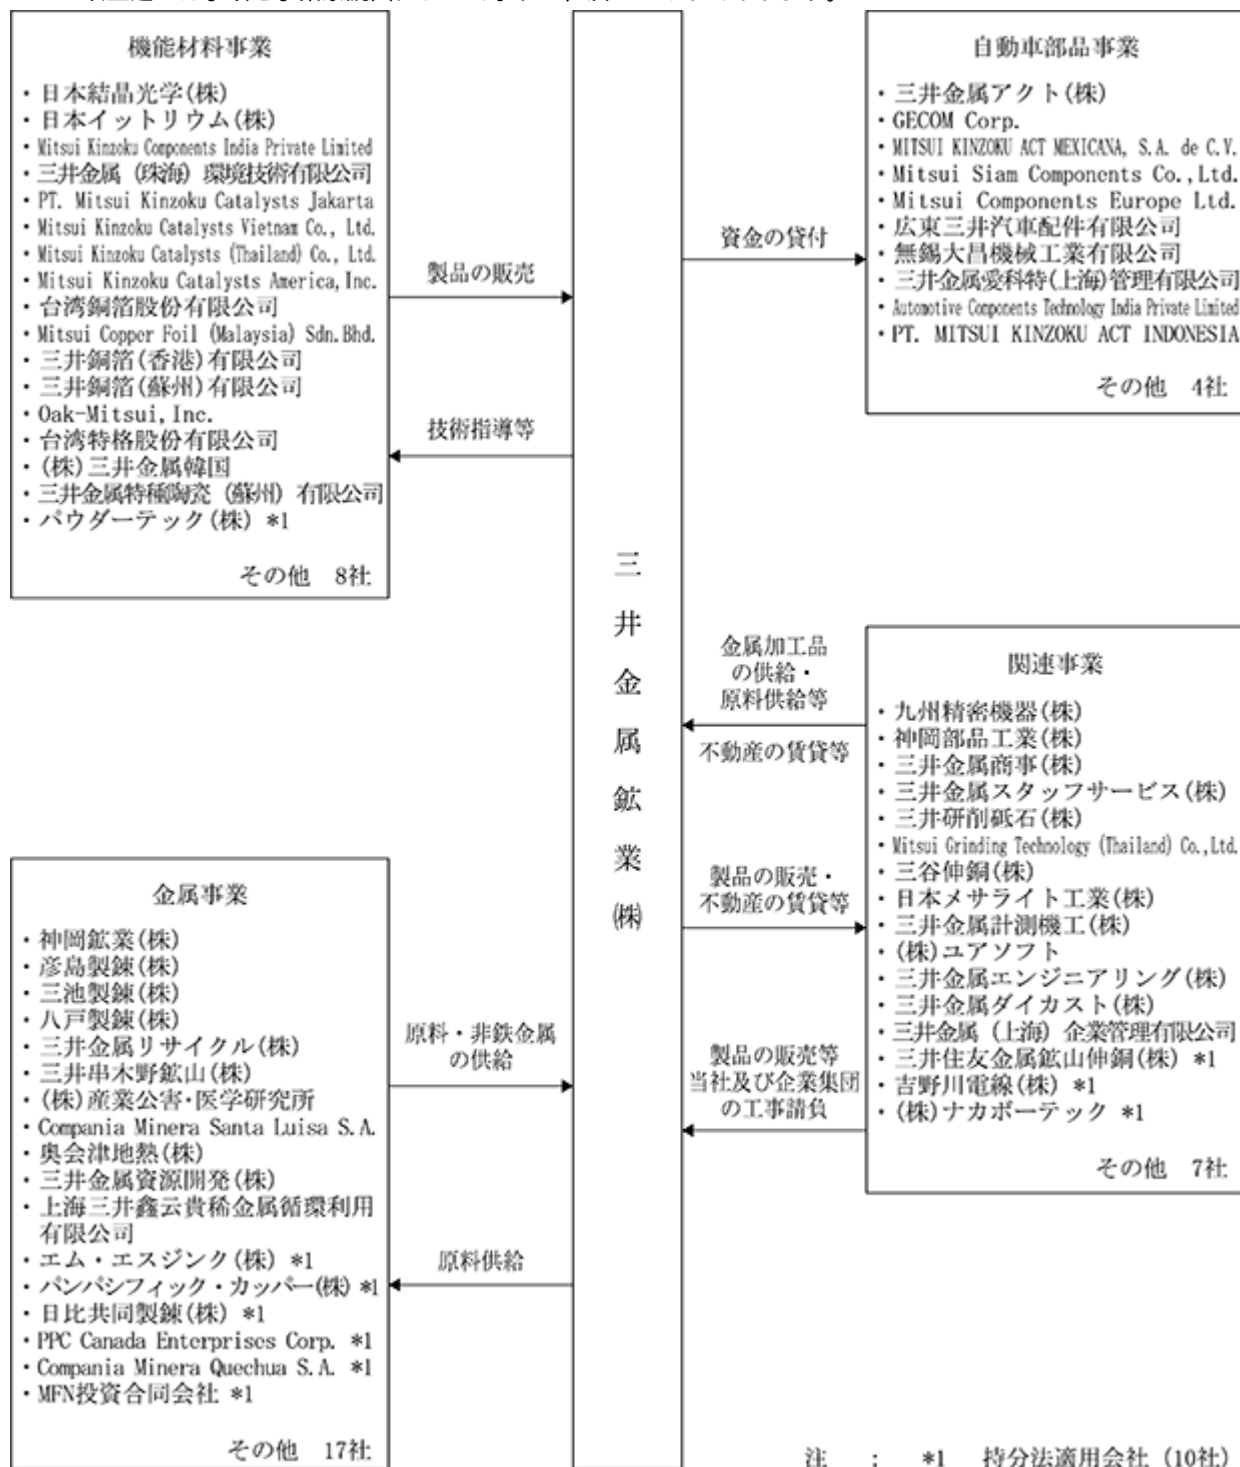 機能材料事業
・日本結晶光学(株)
・日本イットリウム(株)
・Mitsui Kinzoku Components India Private Limited
・三井金属（珠海）環境技術有限公司
・PT. Mitsui Kinzoku Catalysts Jakarta
・Mitsui Kinzoku Catalysts Vietnam Co., Ltd.
・Mitsui Kinzoku Catalysts (Thailand) Co., Ltd.
・Mitsui Kinzoku Catalysts America, Inc.
・台湾銅箔股份有限公司
・Mitsui Copper Foil (Malaysia) Sdn.Bhd.
・三井銅箔(香港)有限公司
・三井銅箔(蘇州)有限公司
・Oak-Mitsui, Inc.
・台湾特格股份有限公司
・(株)三井金属韓国
・三井金属特種陶瓷（蘇州）有限公司
・パウダーテック(株) *1
その他 8社
製品の販売
技術指導等
金属事業
・神岡鉱業(株)
・彦島製錬(株)
・三池製錬(株)
・八戸製錬(株)
・三井金属リサイクル(株)
・三井串木野鉱山(株)
・(株)産業公害・医学研究所
・Compania Minera Santa Luisa S.A.
・奥会津地熱(株)
・三井金属資源開発(株)
・上海三井鑫云貴稀金属循環利用
有限公司
・エム・エスジンク(株) *1
・パンパシフィック・カッパー(株) *1
・日比共同製錬(株) *1
・PPC Canada Enterprises Corp. *1
・Compania Minera Quechua S.A. *1
・MFN投資合同会社 *1
その他 17社
原料・非鉄金属
の供給
原料供給
三井金属鉱業㈱
資金の貸付
自動車部品事業
・三井金属アクト(株)
・GECOM Corp.
・MITSUI KINZOKU ACT MEXICANA, S.A. de C.V.
・Mitsui Siam Components Co.,Ltd.
・Mitsui Components Europe Ltd.
・広東三井汽車配件有限公司
・無錫大昌機械工業有限公司
・三井金属愛科特(上海)管理有限公司
・Automotive Components Technology India Private Limited
・PT. MITSUI KINZOKU ACT INDONESIA
その他 4社
金属加工品
の供給・
原料供給等
不動産の賃貸等
製品の販売・
不動産の賃貸等
製品の販売等
当社及び企業集団
の工事請負
関連事業
・九州精密機器(株)
・神岡部品工業(株)
・三井金属商事(株)
・三井金属スタッフサービス(株)
・三井研削砥石(株)
・Mitsui Grinding Technology (Thailand) Co.,Ltd.
・三谷伸銅(株)
・日本メサライト工業(株)
・三井金属計測機工(株)
・(株)ユアソフト
・三井金属エンジニアリング(株)
・三井金属ダイカスト(株)
・三井金属（上海）企業管理有限公司
・三井住友金属鉱山伸銅(株) *1
・吉野川電線(株) *1
・(株)ナカボーテック *1
その他 7社
注 : *1 持分法適用会社 (10社)